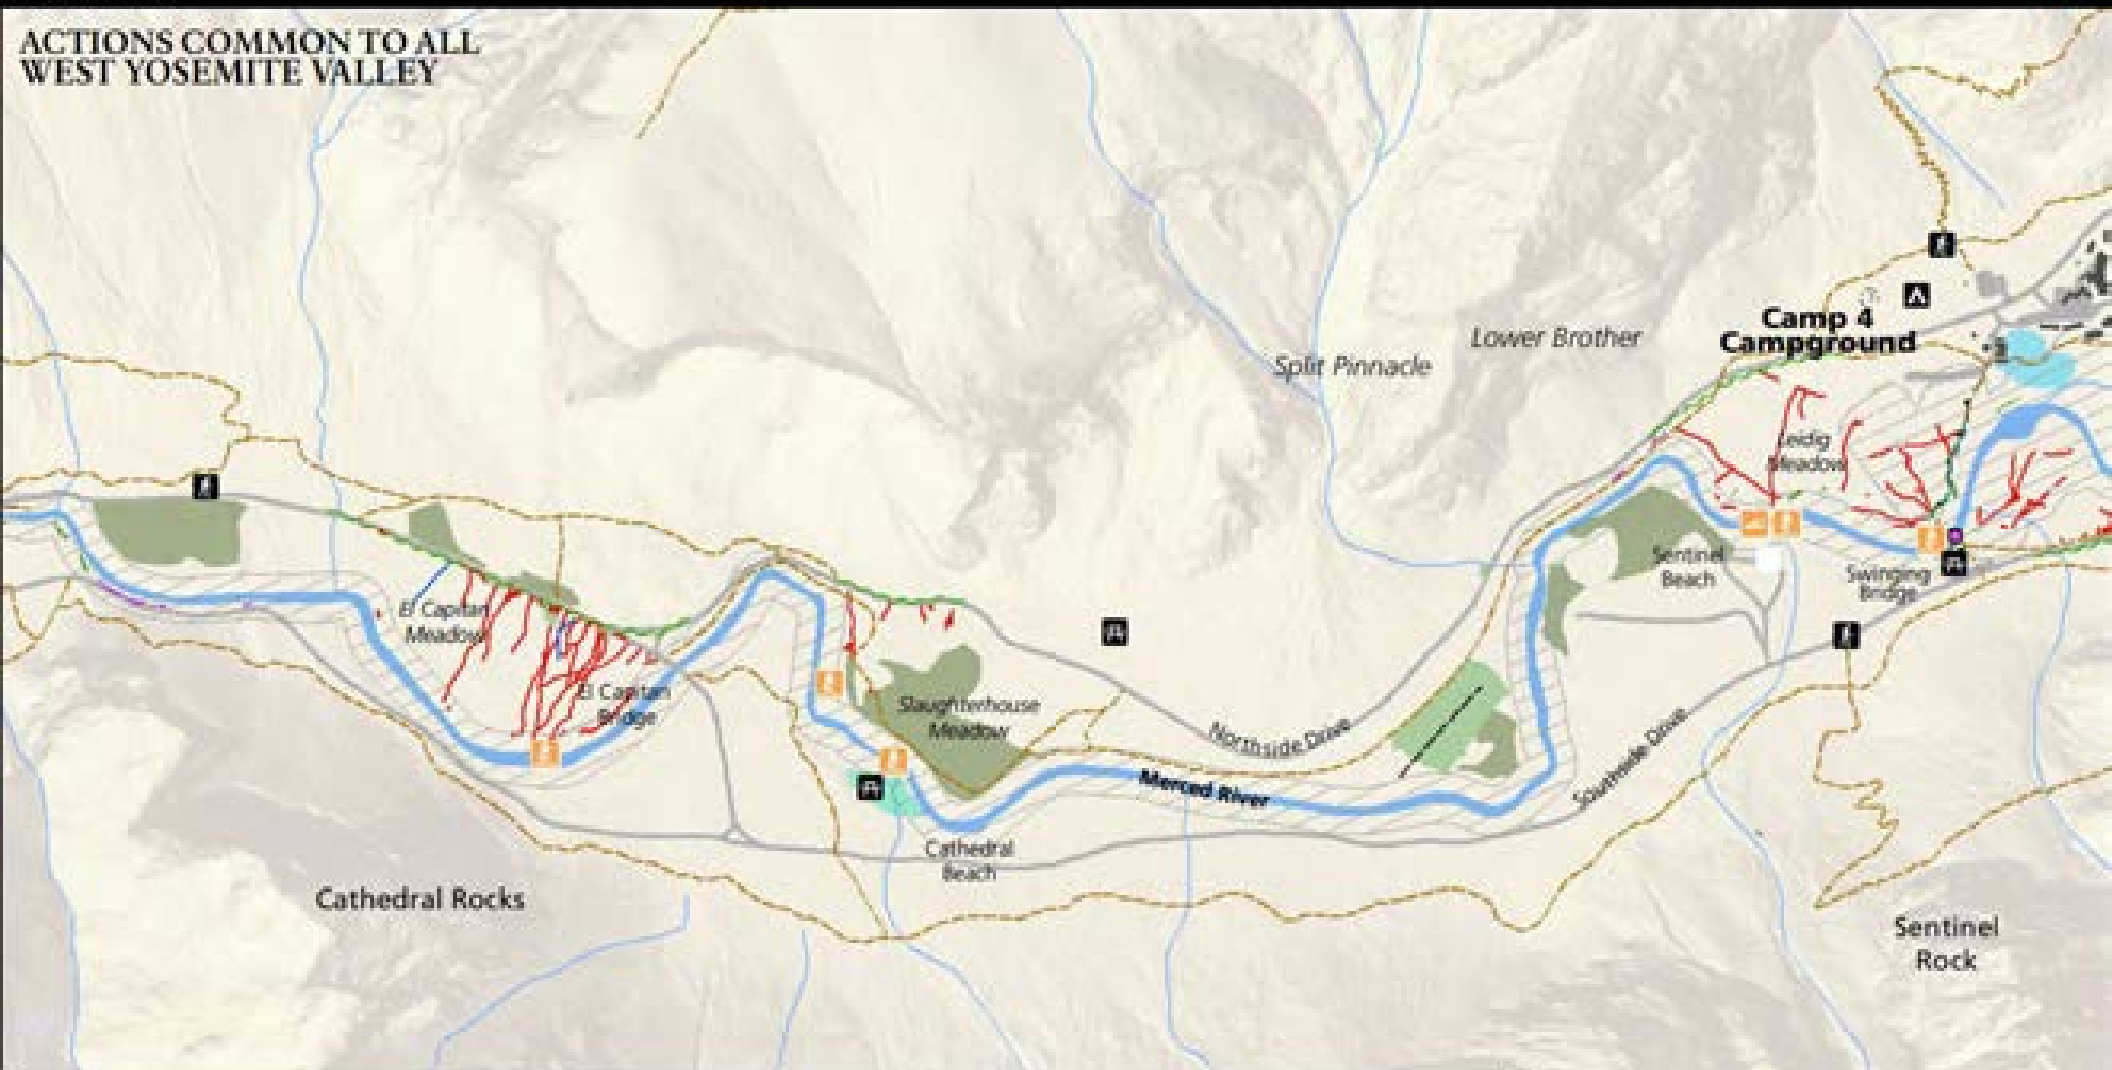 ACTIONS COMMON TO ALL
WEST YOSEMITE VALLEY
Split Pinnacle
Lower Brother
Camp 4
Campground
Leidig
Meadow
Sentinel
Beach
Swinging
Bridge
El Capitan
Meadow
El Capitan
Bridge
Slaughterhouse
Meadow
Northside Drive
Merced River
Southside Drive
Cathedral
Beach
Cathedral Rocks
Sentinel
Rock